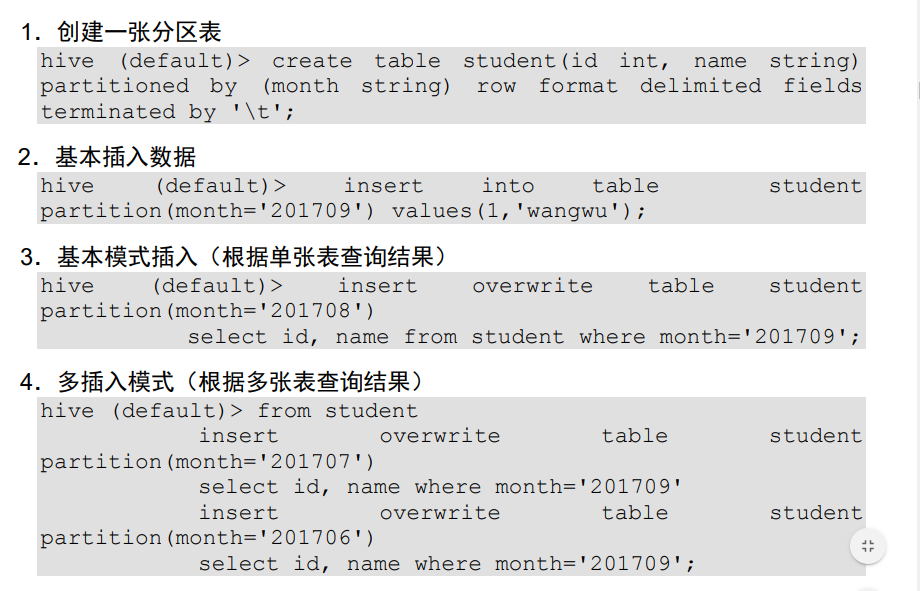 1．创建一张分区表
hive (default)> create table student(id int, name string)
partitioned by (month string) row format delimited fields
terminated by '\t';
2．基本插入数据
hive (default)> insert into table student
partition(month='201709') values(1,'wangwu');
3．基本模式插入（根据单张表查询结果）
hive (default)> insert overwrite table student
partition(month='201708')
select id, name from student where month='201709';
4．多插入模式（根据多张表查询结果）
hive (default)> from student
insert overwrite table student
partition(month='201707')
select id, name where month='201709'
insert overwrite table student
partition(month='201706')
select id, name where month='201709';